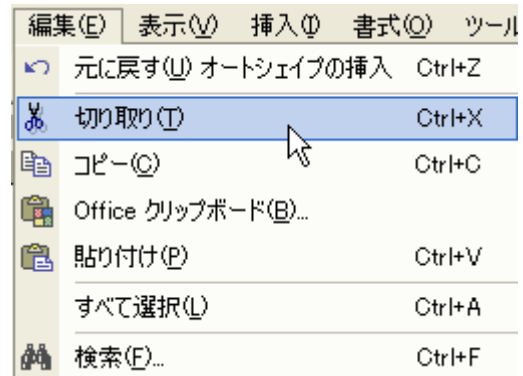 編集(E) 表示(V) 挿入(I) 書式(O) ツール
元に戻す(U) オートシェイプの挿入 Ctrl+Z
切り取り(T) Ctrl+X
コピー(C) Ctrl+C
Office クリップボード(B)...
貼り付け(P) Ctrl+V
すべて選択(L) Ctrl+A
検索(F)... Ctrl+F